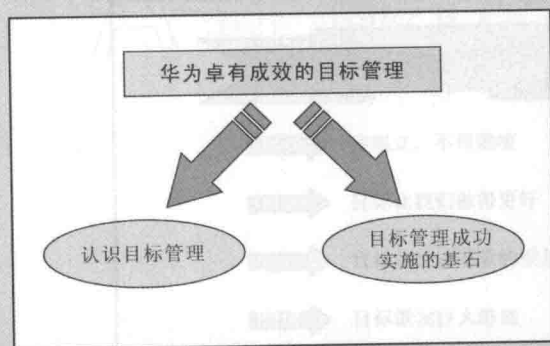 华为卓有成效的目标管理
认识目标管理
目标管理成功
实施的基石